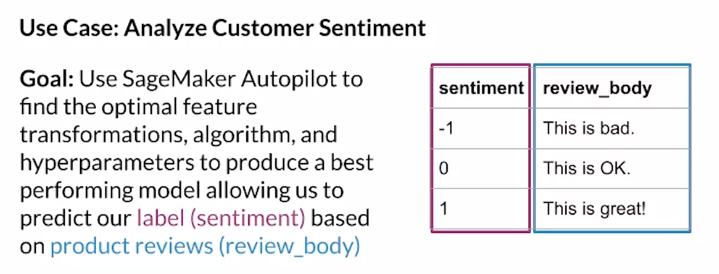 Use Case: Analyze Customer Sentiment
Goal: Use SageMaker Autopilot to
find the optimal feature
transformations, algorithm, and
hyperparameters to produce a best
performing model allowing us to
predict our label (sentiment) based
on product reviews (review_body)
sentiment review_body
-1 This is bad.
0 This is OK.
1 This is great!